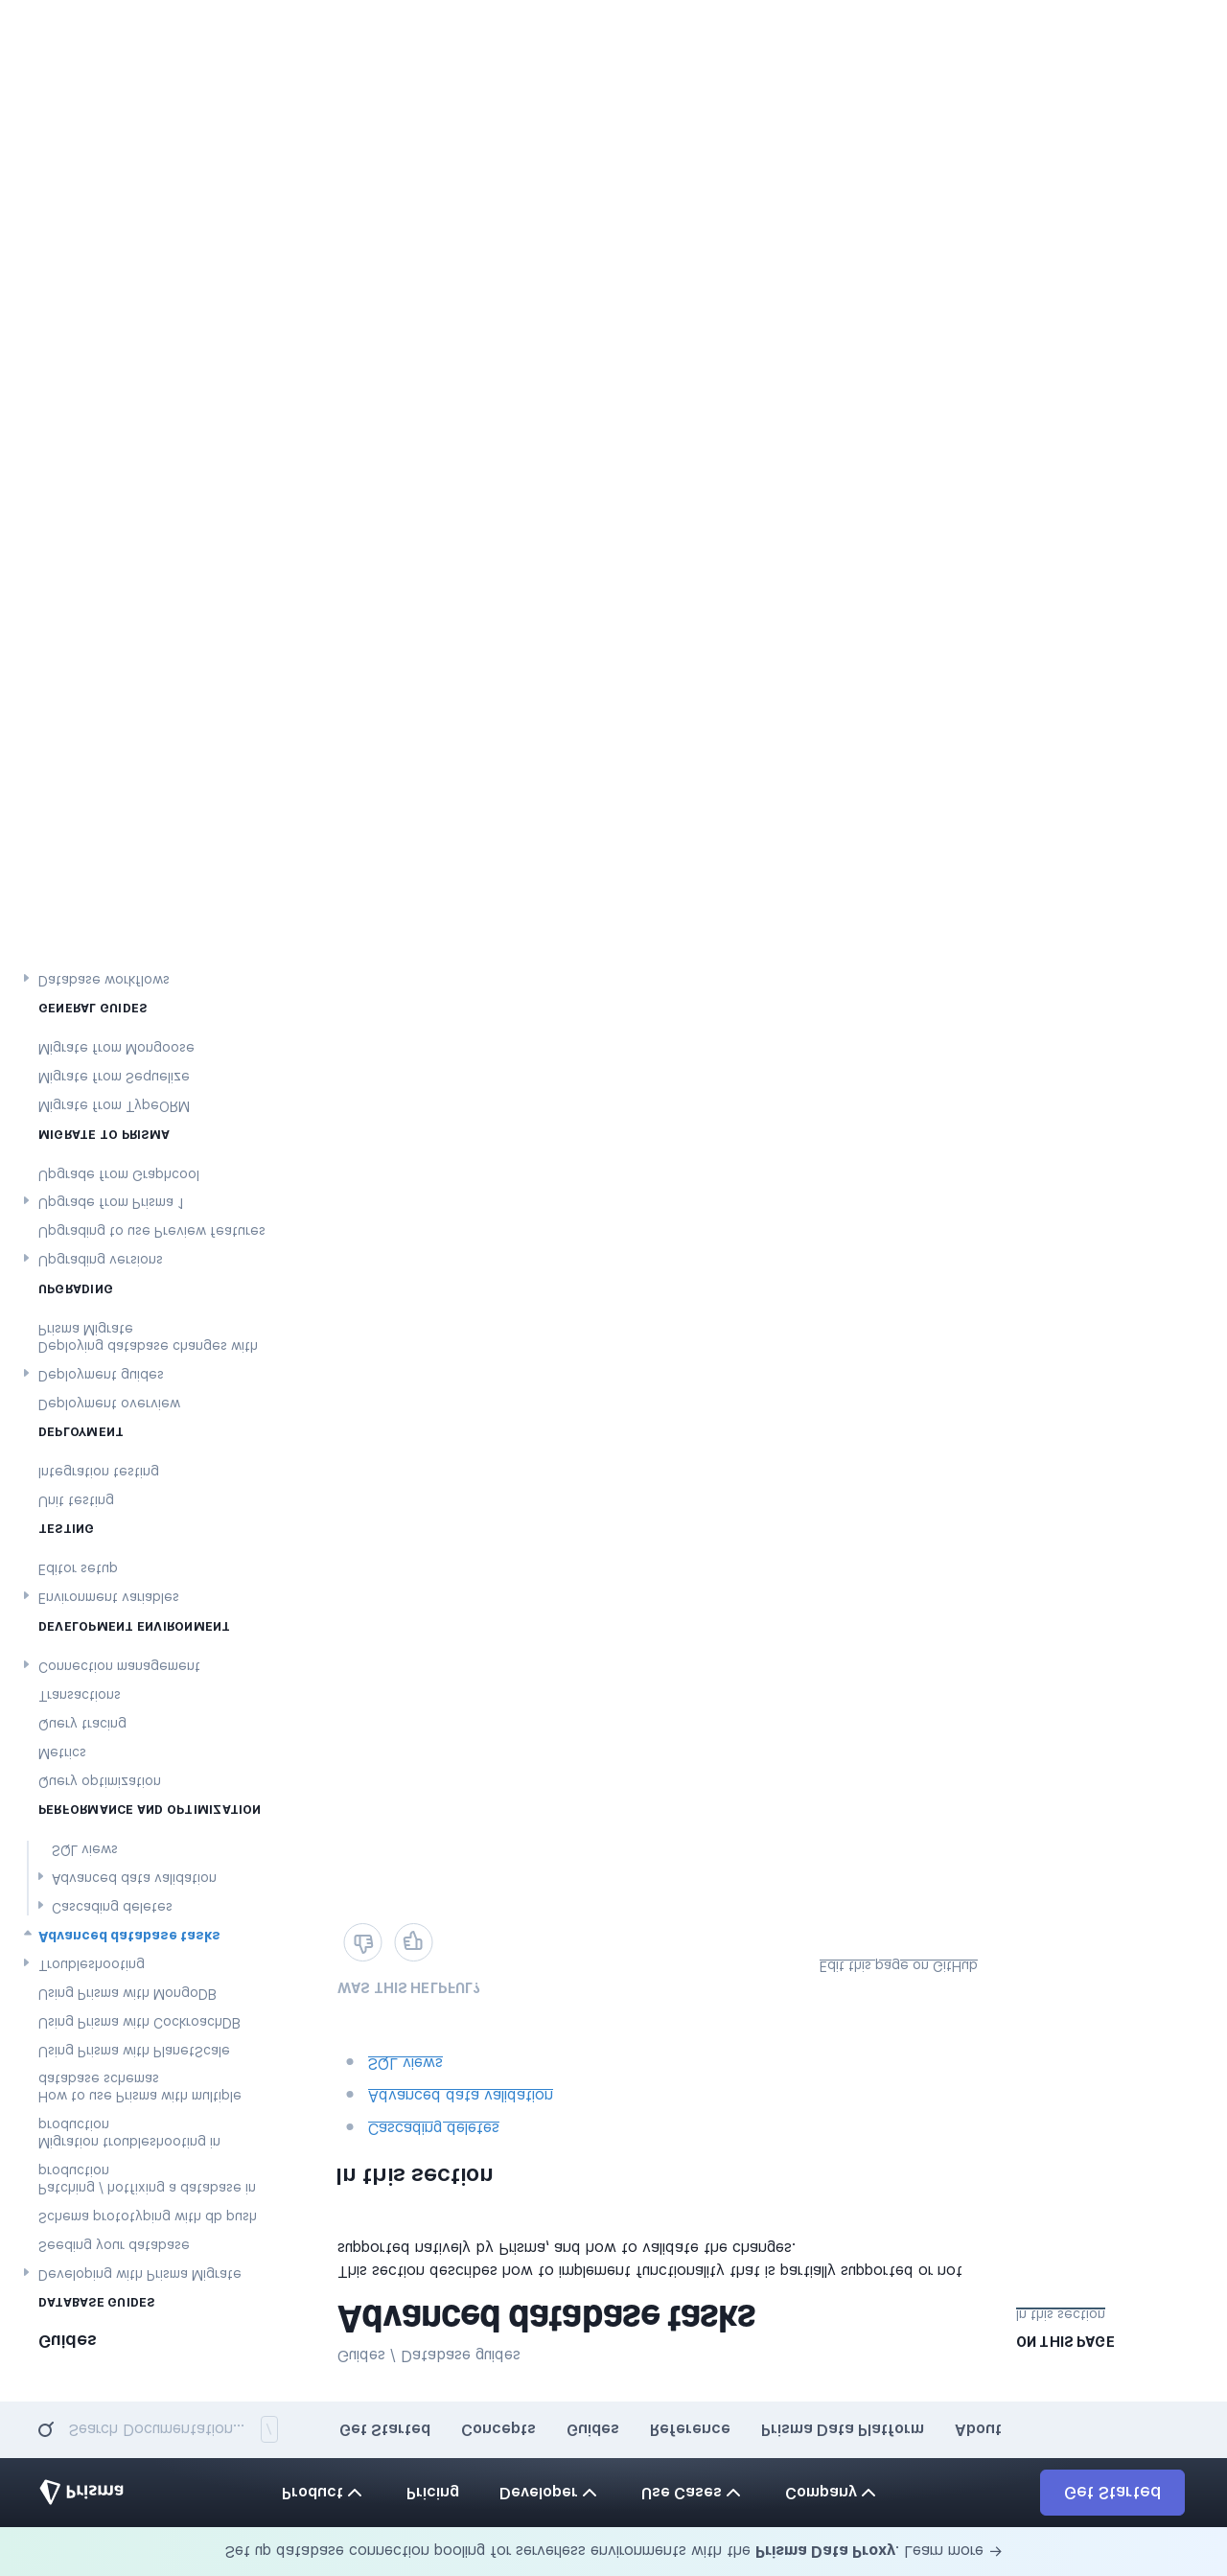 Set up database connection pooling for serverless environments with the Prisma Data Proxy. Learn more →
Prisma
Product
Pricing
Developer
Use Cases
Company
Get Started
Search Documentation... /
Get Started
Concepts
Guides
Reference
Prisma Data Platform
About
Guides
DATABASE GUIDES
Developing with Prisma Migrate
Seeding your database
Schema prototyping with db push
Patching / hotfixing a database in
production
Migration troubleshooting in
production
How to use Prisma with multiple
database schemas
Using Prisma with PlanetScale
Using Prisma with CockroachDB
Using Prisma with MongoDB
Troubleshooting
Advanced database tasks
Cascading deletes
Advanced data validation
SQL views
PERFORMANCE AND OPTIMIZATION
Query optimization
Metrics
Query tracing
Transactions
Connection management
DEVELOPMENT ENVIRONMENT
Environment variables
Editor setup
TESTING
Unit testing
Integration testing
DEPLOYMENT
Deployment overview
Deployment guides
Deploying database changes with
Prisma Migrate
UPGRADING
Upgrading versions
Upgrading to use Preview features
Upgrade from Prisma 1
Upgrade from Graphcool
MIGRATE TO PRISMA
Migrate from TypeORM
Migrate from Sequelize
Migrate from Mongoose
GENERAL GUIDES
Database workflows
Guides / Database guides
Advanced database tasks
This section describes how to implement functionality that is partially supported or not
supported natively by Prisma, and how to validate the changes.
In this section
Cascading deletes
Advanced data validation
SQL views
WAS THIS HELPFUL?
Edit this page on GitHub
ON THIS PAGE
In this section